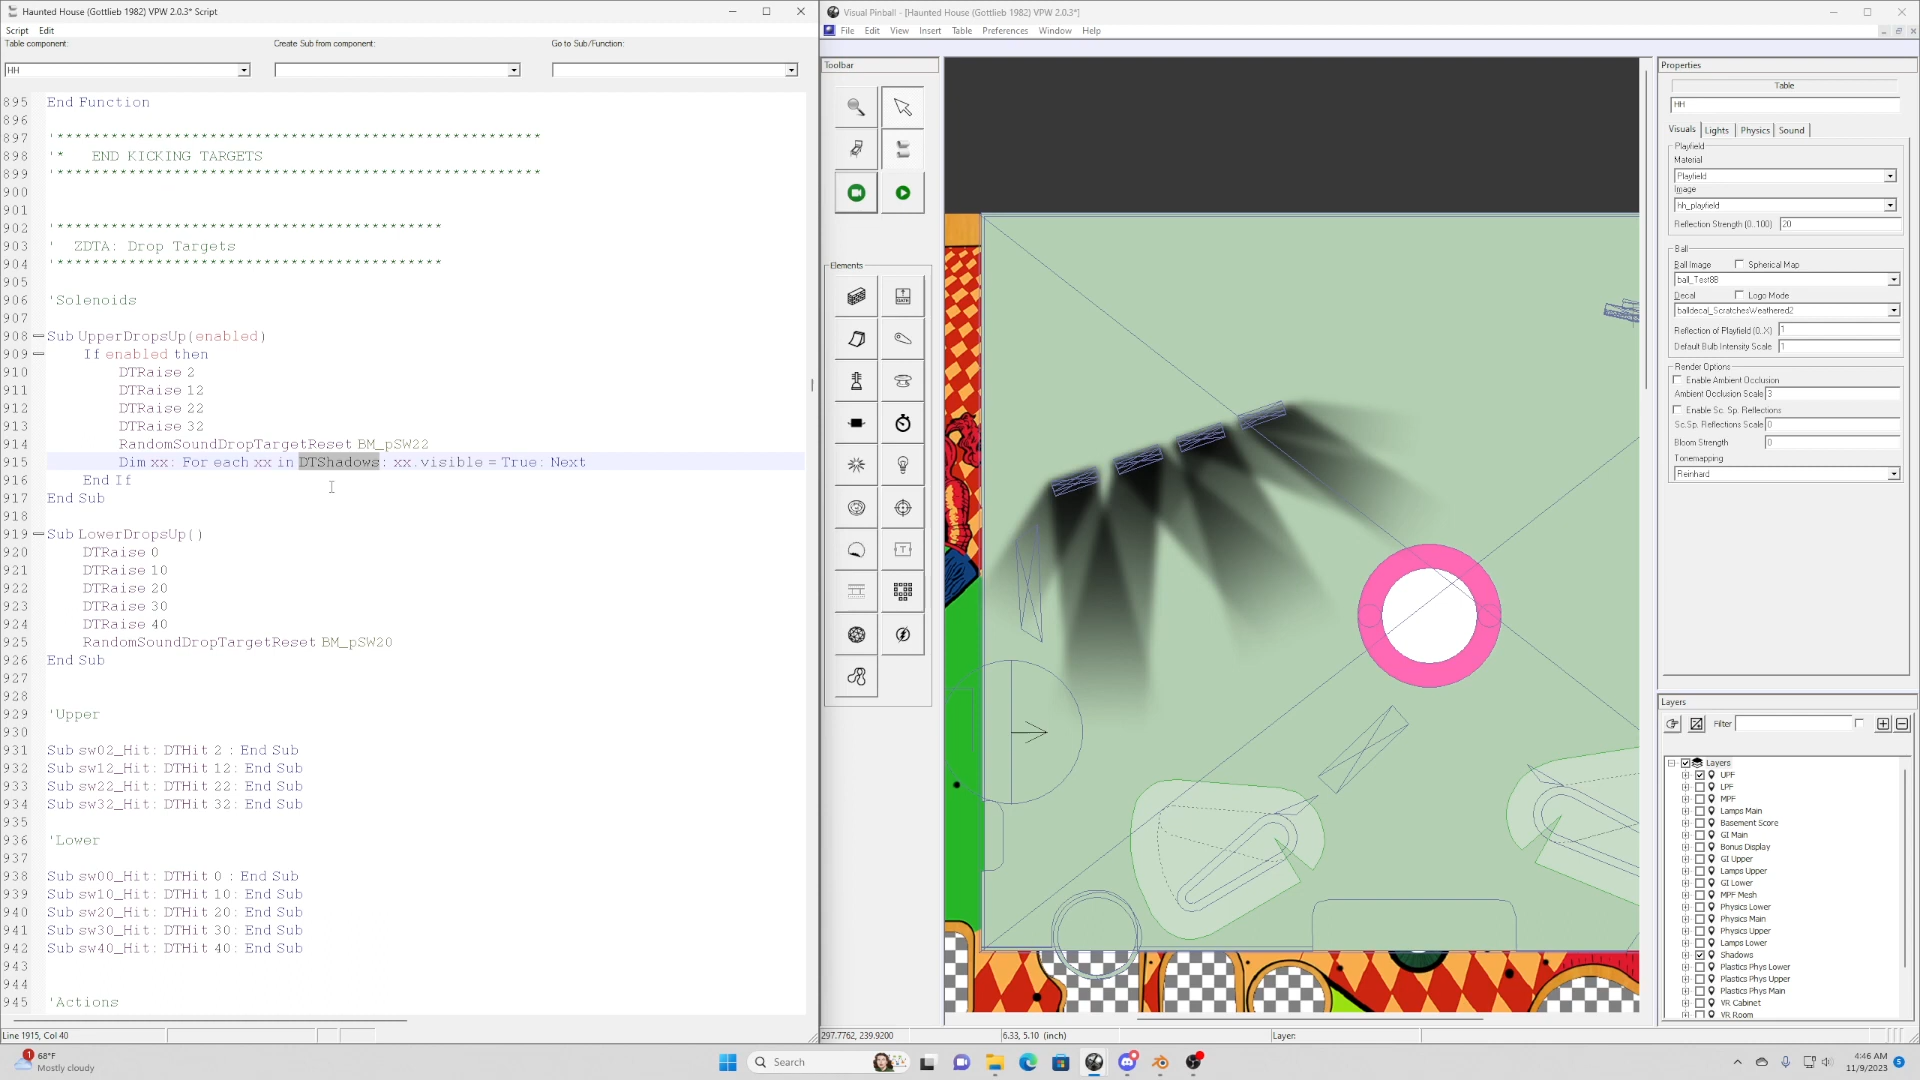 Haunted House (Gottlieb 1982) VPW 2.0.3* Script
Script Edit
Table component:
Create Sub from component:
Go to Sub/Function:
HH
895 End Function
896
897 '******************************************************
898 '*   END KICKING TARGETS
899 '******************************************************
900
901
902 '*******************************************
903 '  ZDTA: Drop Targets
904 '*******************************************
905
906 'Solenoids
907
908 Sub UpperDropsUp(enabled)
909 If enabled then
910 DTRaise 2
911 DTRaise 12
912 DTRaise 22
913 DTRaise 32
914 RandomSoundDropTargetReset BM_pSW22
915 Dim xx: For each xx in DTShadows: xx.visible = True: Next
916 End If
917 End Sub
918
919 Sub LowerDropsUp()
920 DTRaise 0
921 DTRaise 10
922 DTRaise 20
923 DTRaise 30
924 DTRaise 40
925 RandomSoundDropTargetReset BM_pSW20
926 End Sub
927
928
929 'Upper
930
931 Sub sw02_Hit: DTHit 2 : End Sub
932 Sub sw12_Hit: DTHit 12: End Sub
933 Sub sw22_Hit: DTHit 22: End Sub
934 Sub sw32_Hit: DTHit 32: End Sub
935
936 'Lower
937
938 Sub sw00_Hit: DTHit 0 : End Sub
939 Sub sw10_Hit: DTHit 10: End Sub
940 Sub sw20_Hit: DTHit 20: End Sub
941 Sub sw30_Hit: DTHit 30: End Sub
942 Sub sw40_Hit: DTHit 40: End Sub
943
944
945 'Actions
Line 1915, Col 40
Visual Pinball - [Haunted House (Gottlieb 1982) VPW 2.0.3*]
File Edit View Insert Table Preferences Window Help
Toolbar
Elements
GATE
T
297.7762, 239.9200
6.33, 5.10 (inch)
Layer:
Properties
Table
HH
Visuals Lights Physics Sound
Playfield
Material
Playfield
Image
hh_playfield
Reflection Strength (0..100) 20
Ball
Ball Image Spherical Map
ball_Test8B
Decal Logo Mode
balldecal_ScratchesWeathered2
Reflection of Playfield (0..X) 1
Default Bulb Intensity Scale 1
Render Options
Enable Ambient Occlusion
Ambient Occlusion Scale 3
Enable Sc. Sp. Reflections
Sc.Sp. Reflections Scale 0
Bloom Strength 0
Tonemapping
Reinhard
Layers
Filter
Layers
UPF
LPF
MPF
Lamps Main
Basement Score
GI Main
Bonus Display
GI Upper
Lamps Upper
GI Lower
MPF Mesh
Physics Lower
Physics Main
Physics Upper
Lamps Lower
Shadows
Plastics Phys Lower
Plastics Phys Upper
Plastics Phys Main
VR Cabinet
VR Room
1
68°F
Mostly cloudy
Search
4:46 AM
11/9/2023
5